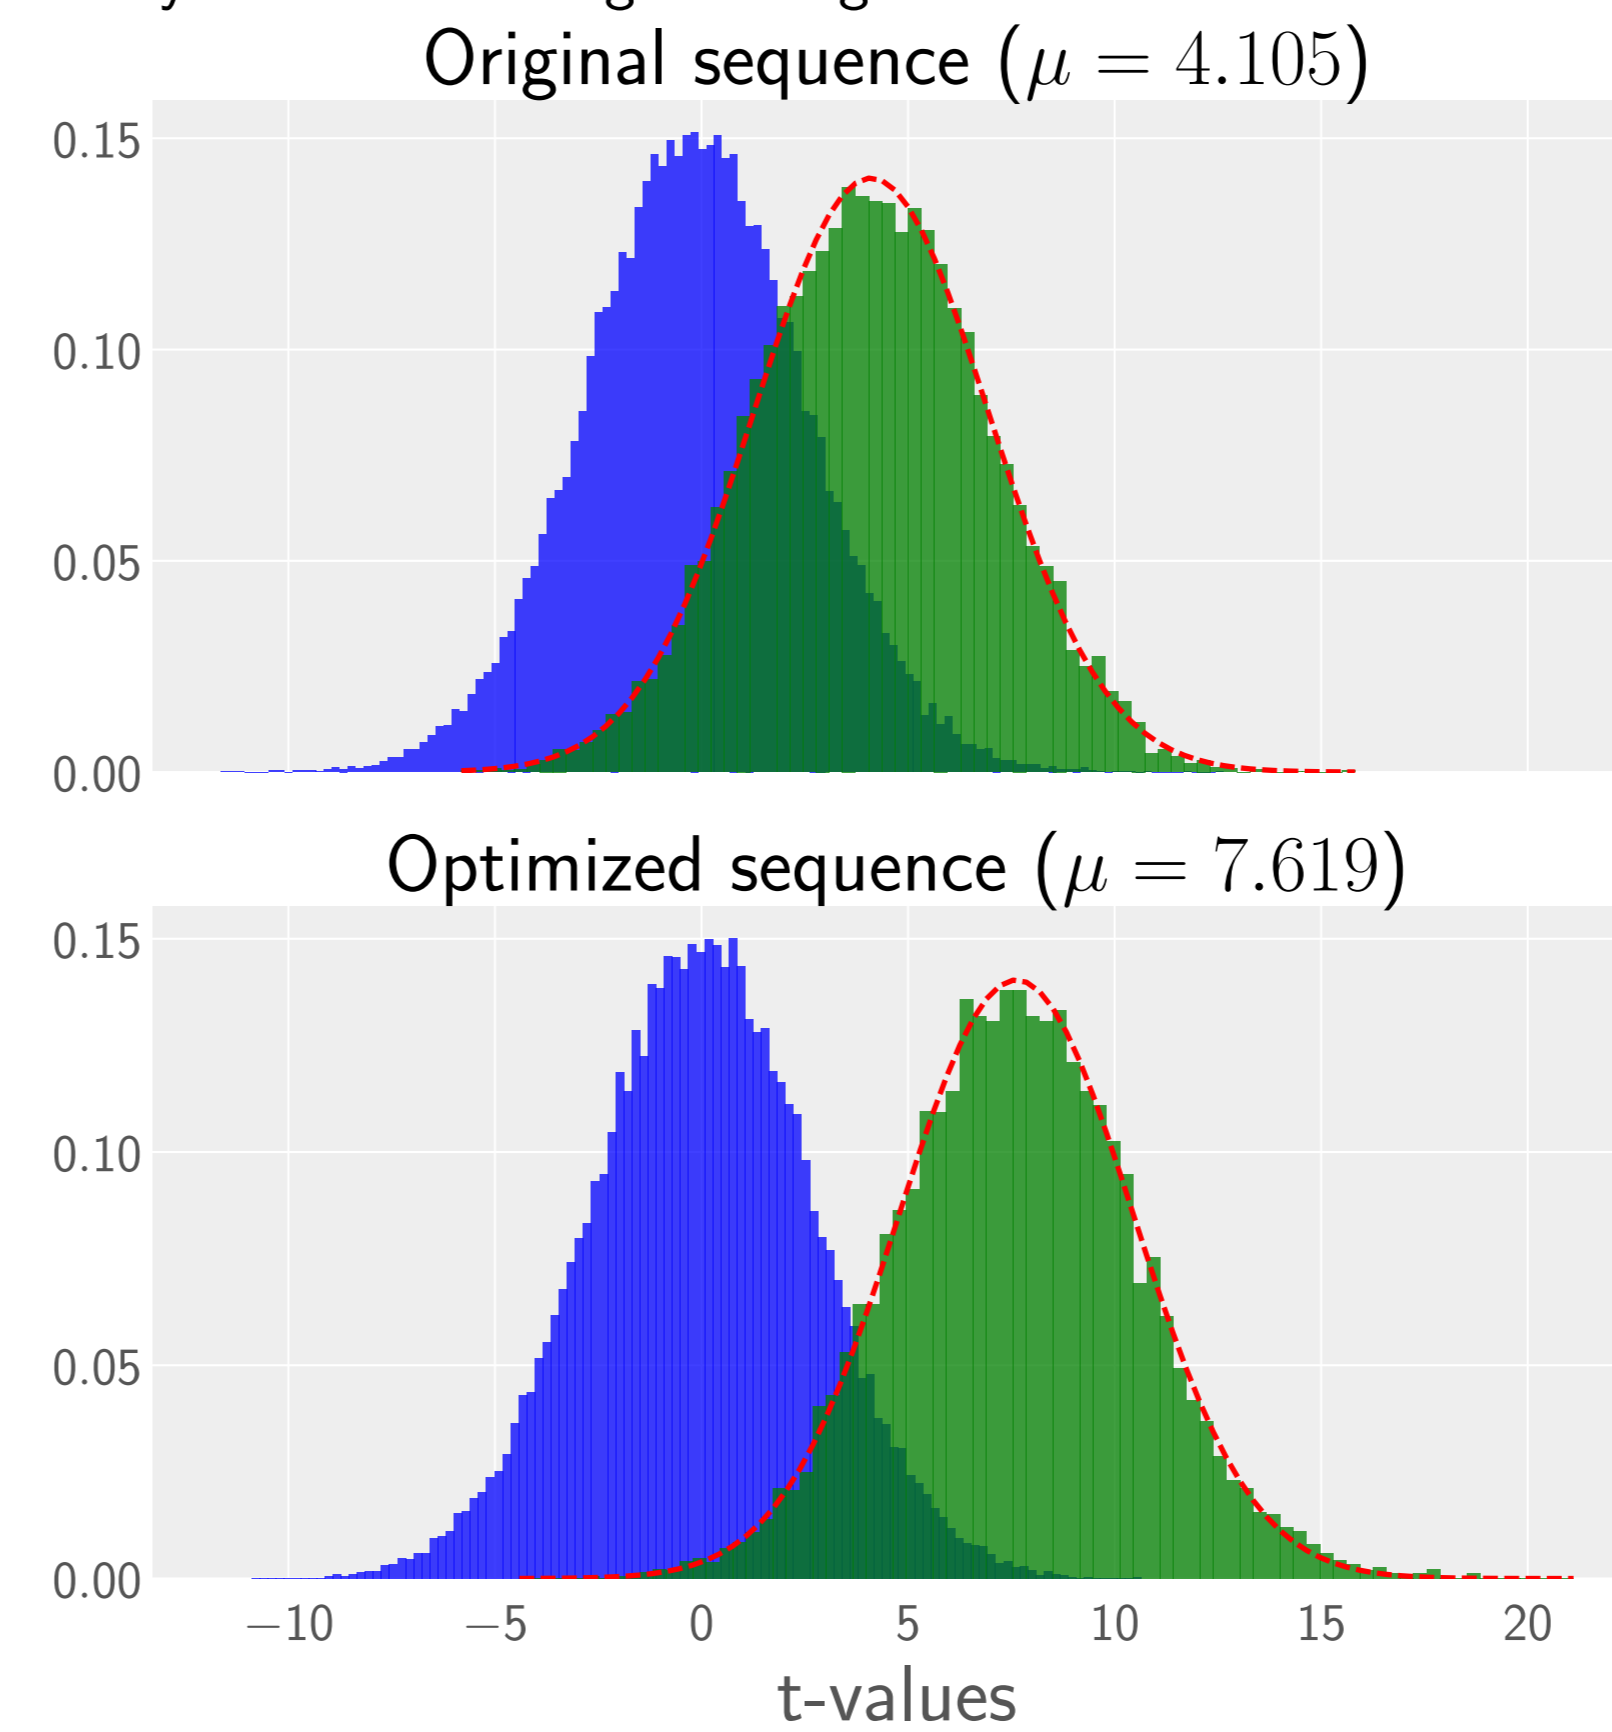 Original sequence (μ = 4.105)
0.15
0.10
0.05
0.00
Optimized sequence (μ = 7.619)
0.15
0.10
0.05
0.00
−10 −5 0 5 10 15 20
t-values